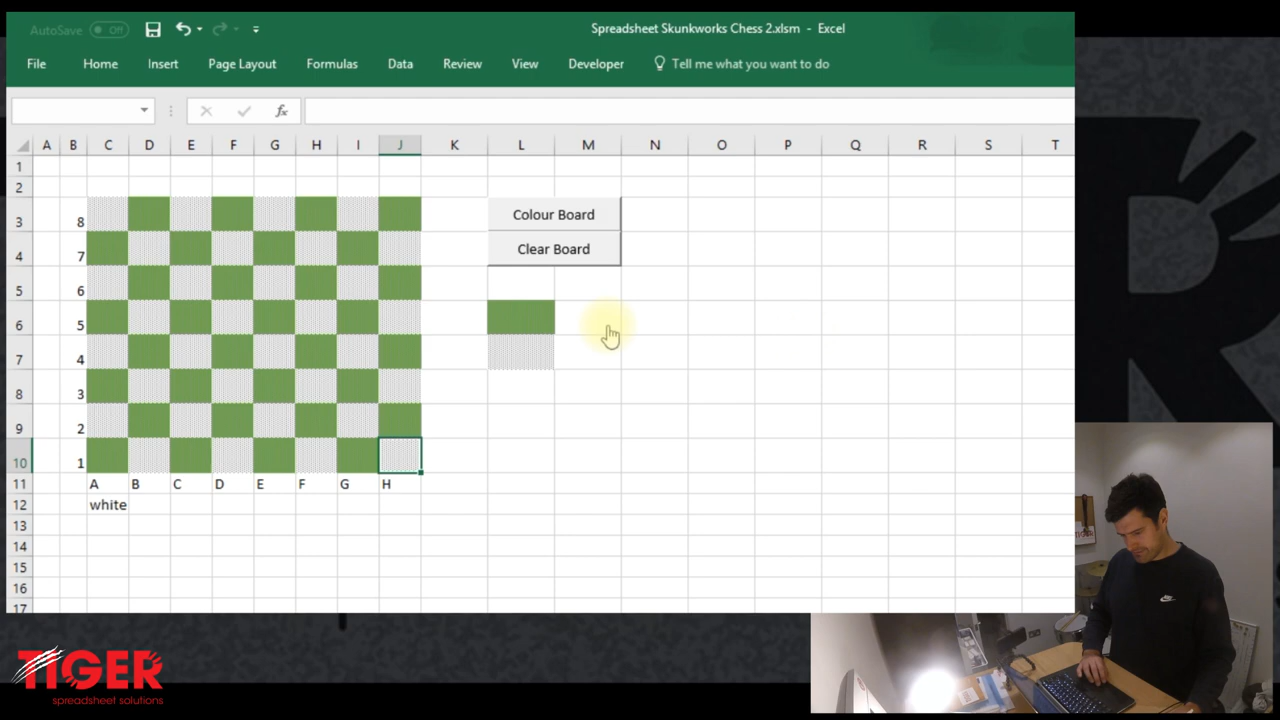 AutoSave Off
Spreadsheet Skunkworks Chess 2.xlsm - Excel
File Home Insert Page Layout Formulas Data Review View Developer Tell me what you want to do
fx
A B C D E F G H I J K L M N O P Q R S T
1
2
3 8 Colour Board
4 7 Clear Board
5 6
6 5
7 4
8 3
9 2
10 1
11 A B C D E F G H
12 white
13
14
15
16
17
TIGER
spreadsheet solutions